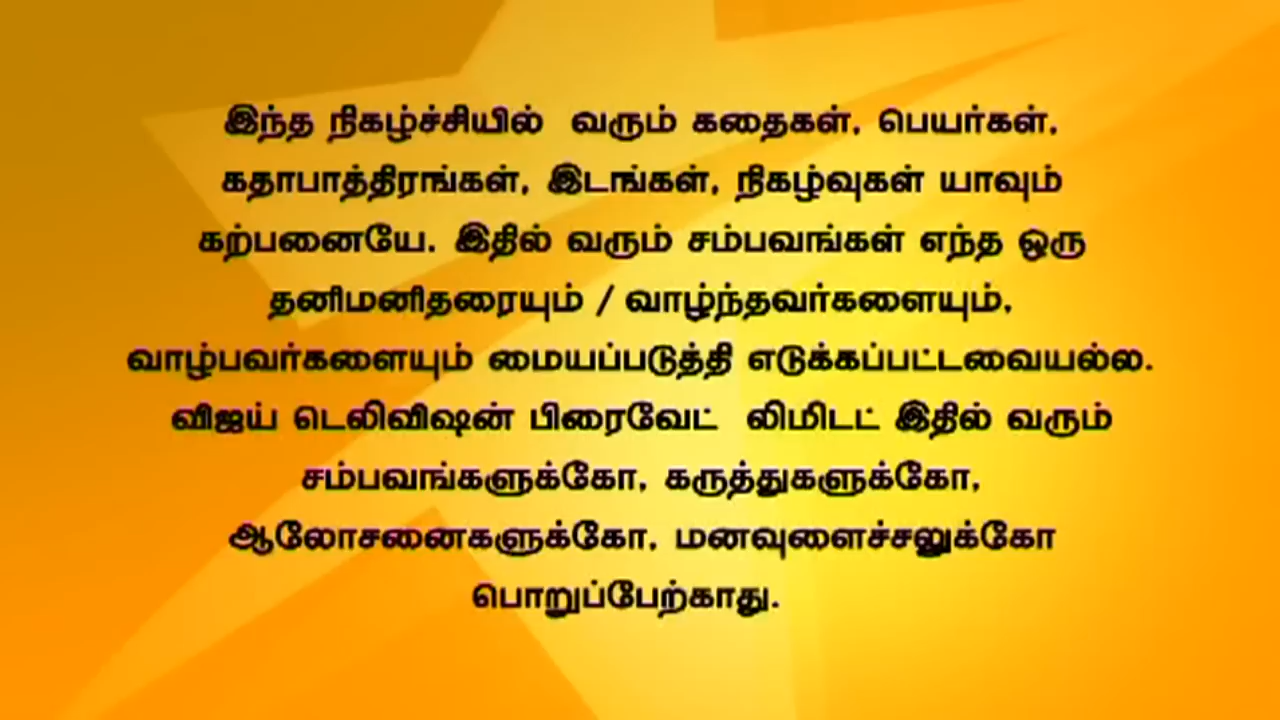 இந்த நிகழ்ச்சியில் வரும் கதைகள், பெயர்கள்,
கதாபாத்திரங்கள், இடங்கள், நிகழ்வுகள் யாவும்
கற்பனையே. இதில் வரும் சம்பவங்கள் எந்த ஒரு
தனிமனிதரையும் / வாழ்ந்தவர்களையும்,
வாழ்பவர்களையும் மையப்படுத்தி எடுக்கப்பட்டவையல்ல.
விஜய் டெலிவிஷன் பிரைவேட் லிமிடட் இதில் வரும்
சம்பவங்களுக்கோ, கருத்துகளுக்கோ,
ஆலோசனைகளுக்கோ, மனவுளைச்சலுக்கோ
பொறுப்பேற்காது.